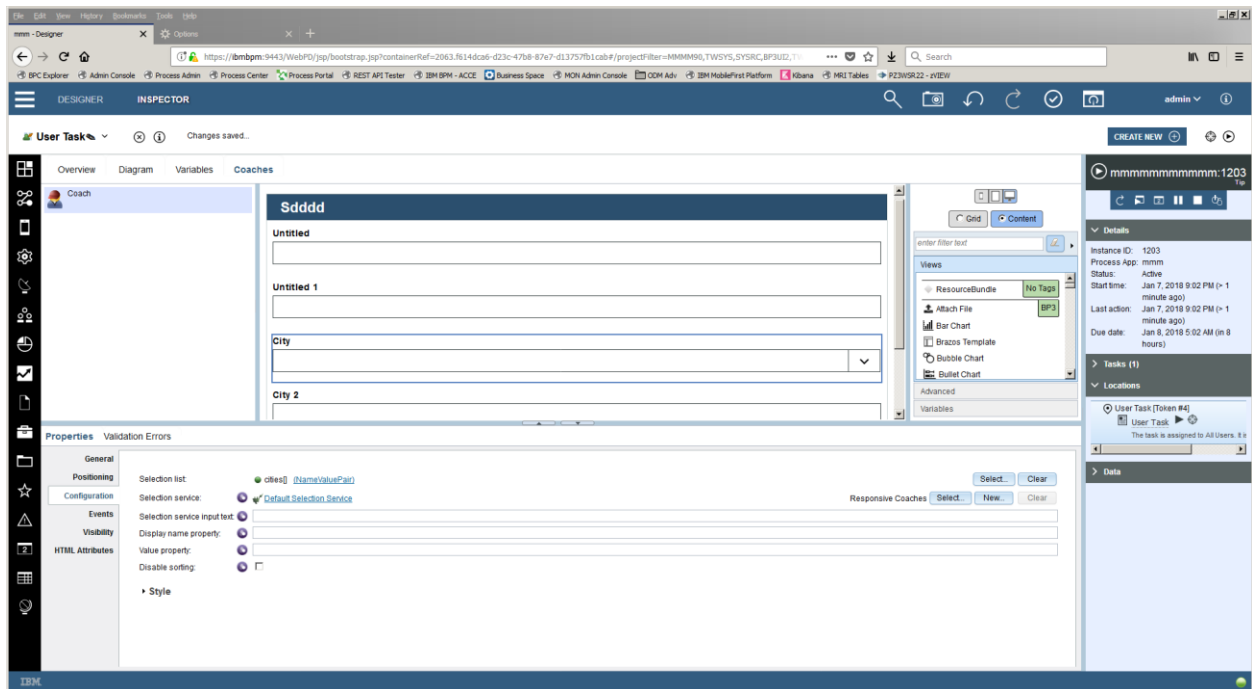 File Edit View History Bookmarks Tools Help
mmm - Designer Options
https://ibmbpm:9443/WebPD/jsp/bootstrap.jsp?containerRef=2063.f614dca6-d23c-47b8-87e7-d13757fb1cab#/projectFilter=MMMM90,TWSYS,SYSRC,BP3UI2,TW Search
BPC Explorer Admin Console Process Admin Process Center Process Portal REST API Tester IBM BPM - ACCE Business Space MON Admin Console ODM Adv IBM MobileFirst Platform Kibana MRI Tables PZ3WSR22 - zVIEW
DESIGNER INSPECTOR admin
User Task Changes saved... CREATE NEW
Overview Diagram Variables Coaches
mmmmmmmmmmm:1203
Tip
Coach
Sdddd
Untitled
Untitled 1
City
City 2
Grid Content
enter filter text
Views
ResourceBundle No Tags
Attach File BP3
Bar Chart
Brazos Template
Bubble Chart
Bullet Chart
Advanced
Variables
Details
Instance ID: 1203
Process App: mmm
Status: Active
Start time: Jan 7, 2018 9:02 PM (> 1
minute ago)
Last action: Jan 7, 2018 9:02 PM (> 1
minute ago)
Due date: Jan 8, 2018 5:02 AM (in 8
hours)
Tasks (1)
Locations
User Task [Token #4]
User Task
The task is assigned to All Users. It is
Data
Properties Validation Errors
General
Positioning
Configuration
Events
Visibility
HTML Attributes
Selection list: cities[] (NameValuePair) Select... Clear
Selection service: Default Selection Service Responsive Coaches Select... New... Clear
Selection service input text:
Display name property:
Value property:
Disable sorting:
Style
2
IBM